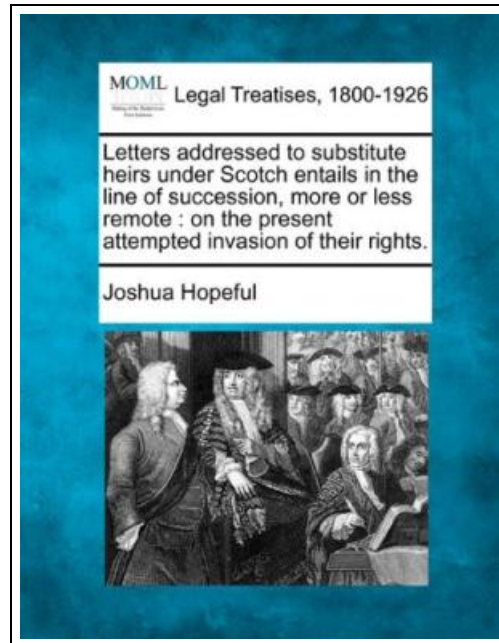 MOML
Legal Treatises, 1800-1926
Letters addressed to substitute
heirs under Scotch entails in the
line of succession, more or less
remote : on the present
attempted invasion of their rights.
Joshua Hopeful